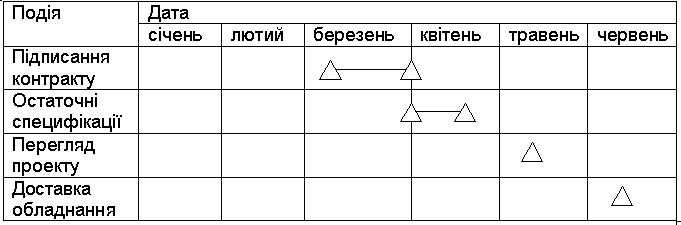 Подія
Дата
січень лютий березень квітень травень червень
Підписання
контракту
Остаточні
специфікації
Перегляд
проекту
Доставка
обладнання